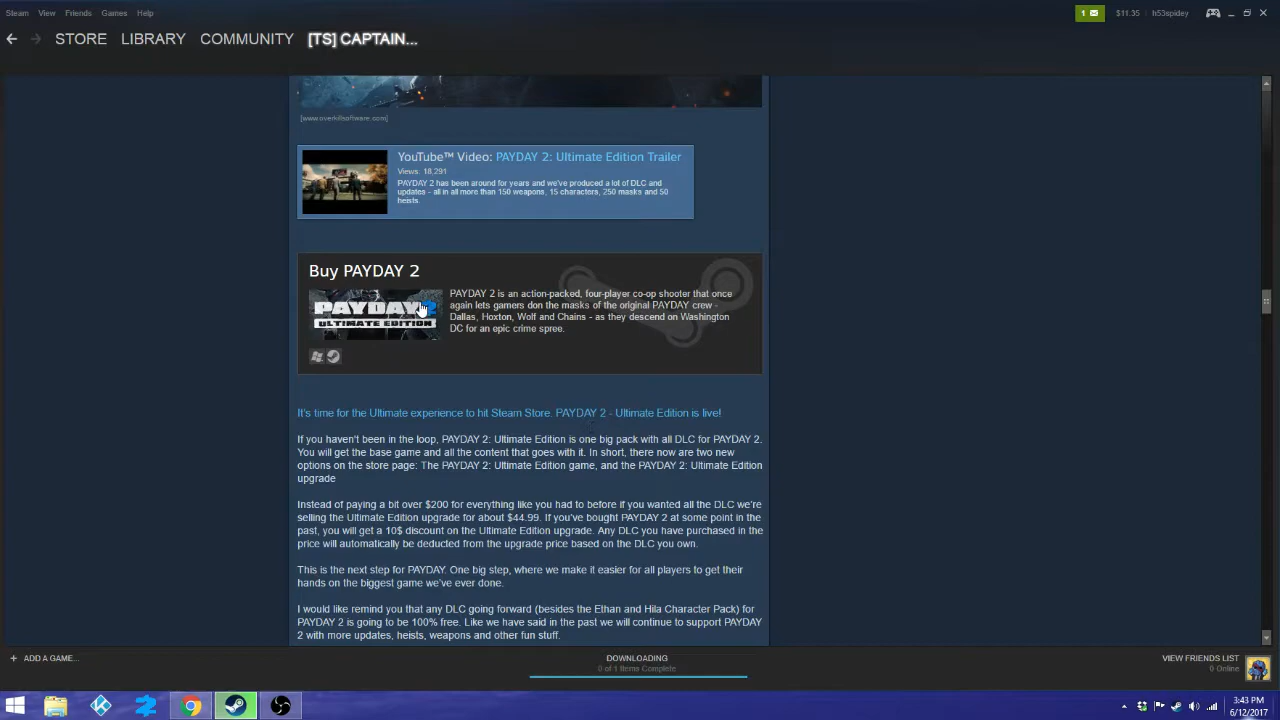 Steam View Friends Games Help
1 $11.35 h53spidey
STORE LIBRARY COMMUNITY [TS] CAPTAIN...
[www.overkillsoftware.com]
YouTube™ Video: PAYDAY 2: Ultimate Edition Trailer
Views: 18,291
PAYDAY 2 has been around for years and we've produced a lot of DLC and
updates - all in all more than 150 weapons, 15 characters, 250 masks and 50
heists.
Buy PAYDAY 2
PAYDAY 2
ULTIMATE EDITION
PAYDAY 2 is an action-packed, four-player co-op shooter that once
again lets gamers don the masks of the original PAYDAY crew -
Dallas, Hoxton, Wolf and Chains - as they descend on Washington
DC for an epic crime spree.
It's time for the Ultimate experience to hit Steam Store. PAYDAY 2 - Ultimate Edition is live!
If you haven't been in the loop, PAYDAY 2: Ultimate Edition is one big pack with all DLC for PAYDAY 2.
You will get the base game and all the content that goes with it. In short, there now are two new
options on the store page: The PAYDAY 2: Ultimate Edition game, and the PAYDAY 2: Ultimate Edition
upgrade
Instead of paying a bit over $200 for everything like you had to before if you wanted all the DLC we're
selling the Ultimate Edition upgrade for about $44.99. If you've bought PAYDAY 2 at some point in the
past, you will get a 10$ discount on the Ultimate Edition upgrade. Any DLC you have purchased in the
price will automatically be deducted from the upgrade price based on the DLC you own.
This is the next step for PAYDAY. One big step, where we make it easier for all players to get their
hands on the biggest game we've ever done.
I would like remind you that any DLC going forward (besides the Ethan and Hila Character Pack) for
PAYDAY 2 is going to be 100% free. Like we have said in the past we will continue to support PAYDAY
2 with more updates, heists, weapons and other fun stuff.
+ ADD A GAME...
DOWNLOADING
0 of 1 Items Complete
VIEW FRIENDS LIST
0 Online
3:43 PM
6/12/2017